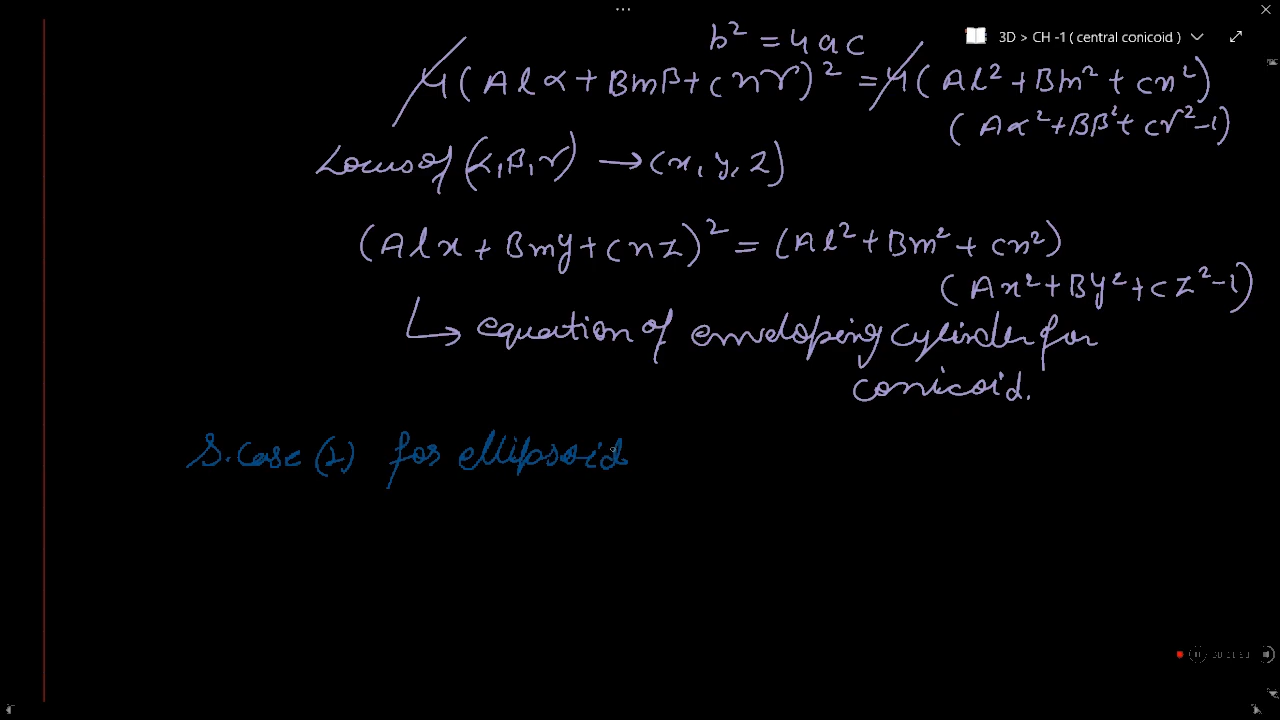 b² = 4ac
3D > CH -1 ( central conicoid )
4(Alα + Bmβ + cnγ)² = 4(Al² + Bm² + cn²)
(Aα² + Bβ² + cγ² - 1)
Locus of (α, β, γ) → (x, y, z)
(Alx + Bmy + cnz)² = (Al² + Bm² + cn²)
(Ax² + By² + cz² - 1)
↳ equation of enveloping cylinder for
conicoid.
S. Case (1) for ellipsoid